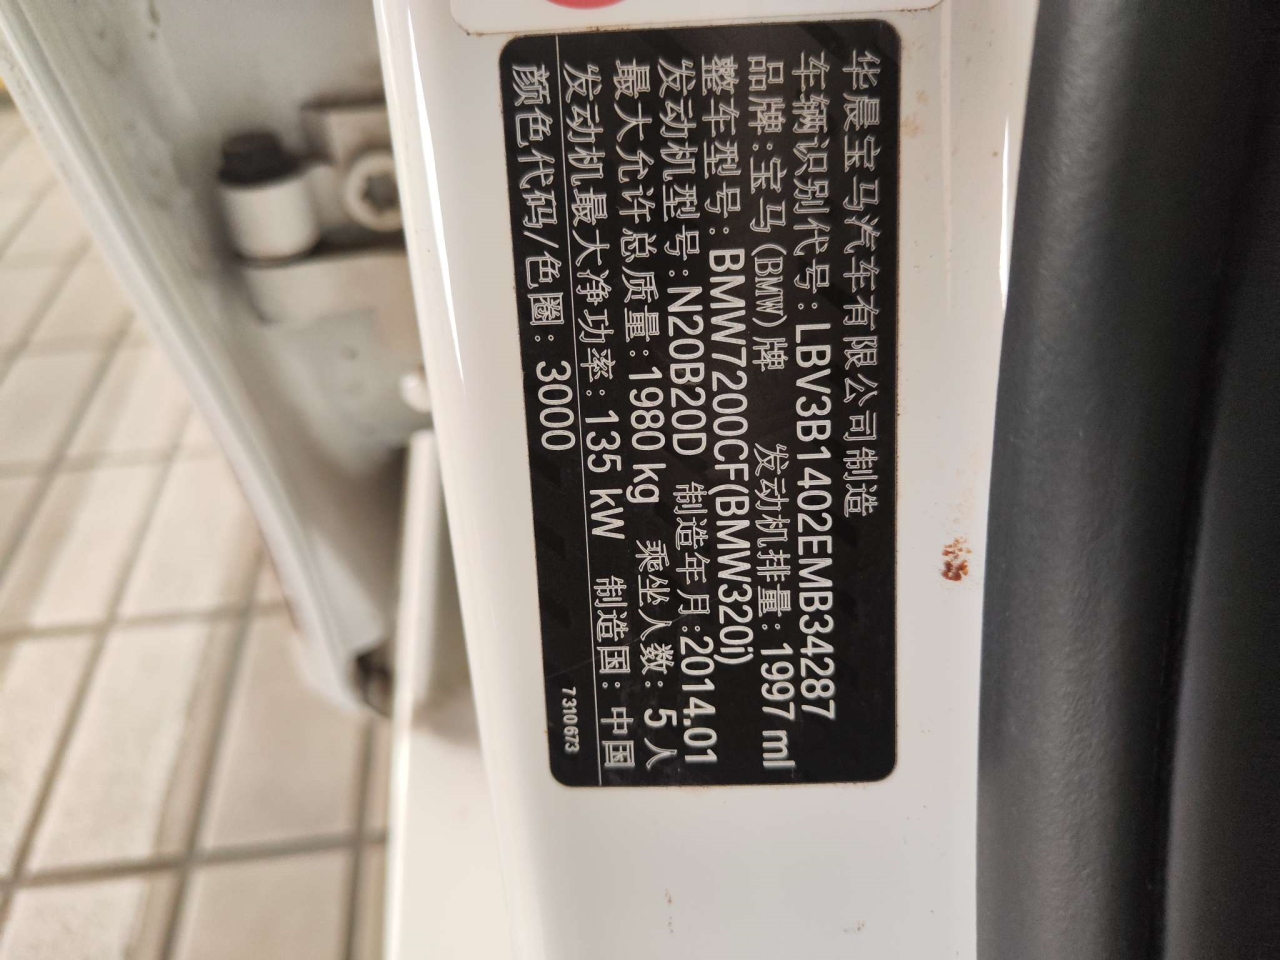 华晨宝马汽车有限公司制造
车辆识别代号: LBV3B1402EMB34287
品牌:宝马(BMW)牌 发动机排量: 1997 ml
整车型号: BMW7200CF(BMW320i)
发动机型号:N20B20D 制造年月:2014.01
最大允许总质量:1980 kg 乘坐人数: 5人
发动机最大净功率: 135 kW 制造国: 中国
颜色代码/色圈: 3000
7 310 673